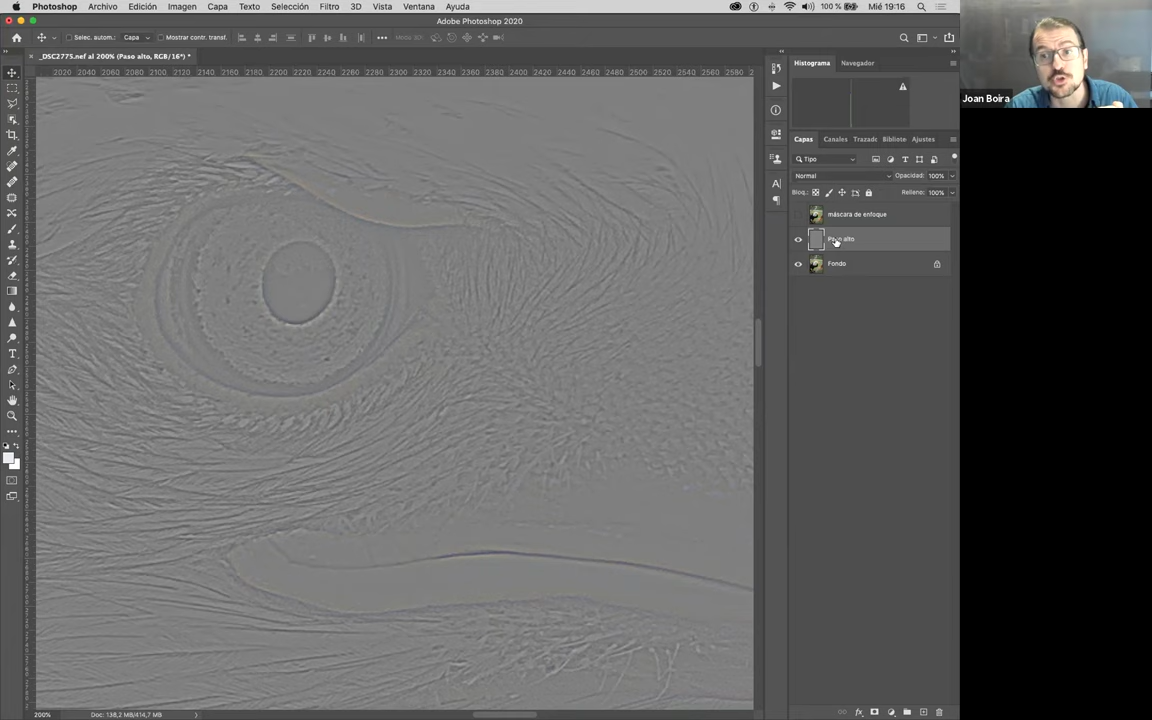 Photoshop Archivo Edición Imagen Capa Texto Selección Filtro 3D Vista Ventana Ayuda 100 % Mié 19:16
Adobe Photoshop 2020
Selec. autom.: Capa Mostrar contr. transf. Modo 3D:
_DSC2775.nef al 200% (Paso alto, RGB/16*) *
2020 2040 2060 2080 2100 2120 2140 2160 2180 2200 2220 2240 2260 2280 2300 2320 2340 2360 2380 2400 2420 2440 2460 2480 2500 2520 2540 2560 2580
Histograma Navegador
Joan Boira
Capas Canales Trazado Bibliote Ajustes
Tipo
Normal Opacidad: 100%
Bloq.: Relleno: 100%
máscara de enfoque
Paso alto
Fondo
200% Doc: 138,2 MB/414,7 MB